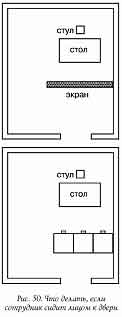 стул
стол
экран
стул
стол
Рис. 50. Что делать, если
сотрудник сидит лицом к двери